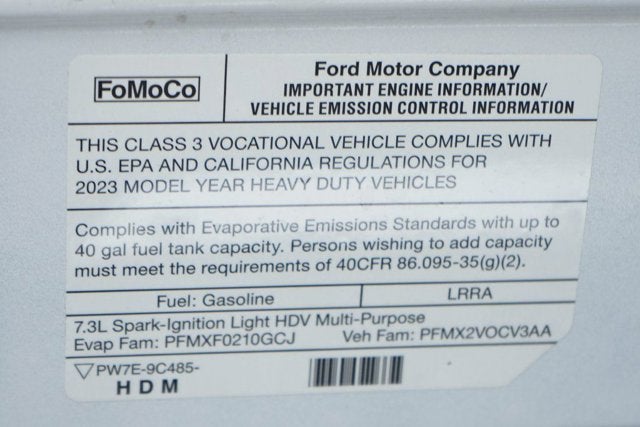 FoMoCo
Ford Motor Company
IMPORTANT ENGINE INFORMATION/
VEHICLE EMISSION CONTROL INFORMATION
THIS CLASS 3 VOCATIONAL VEHICLE COMPLIES WITH
U.S. EPA AND CALIFORNIA REGULATIONS FOR
2023 MODEL YEAR HEAVY DUTY VEHICLES
Complies with Evaporative Emissions Standards with up to
40 gal fuel tank capacity. Persons wishing to add capacity
must meet the requirements of 40CFR 86.095-35(g)(2).
Fuel: Gasoline LRRA
7.3L Spark-Ignition Light HDV Multi-Purpose
Evap Fam: PFMXF0210GCJ Veh Fam: PFMX2VOCV3AA
PW7E-9C485-
HDM